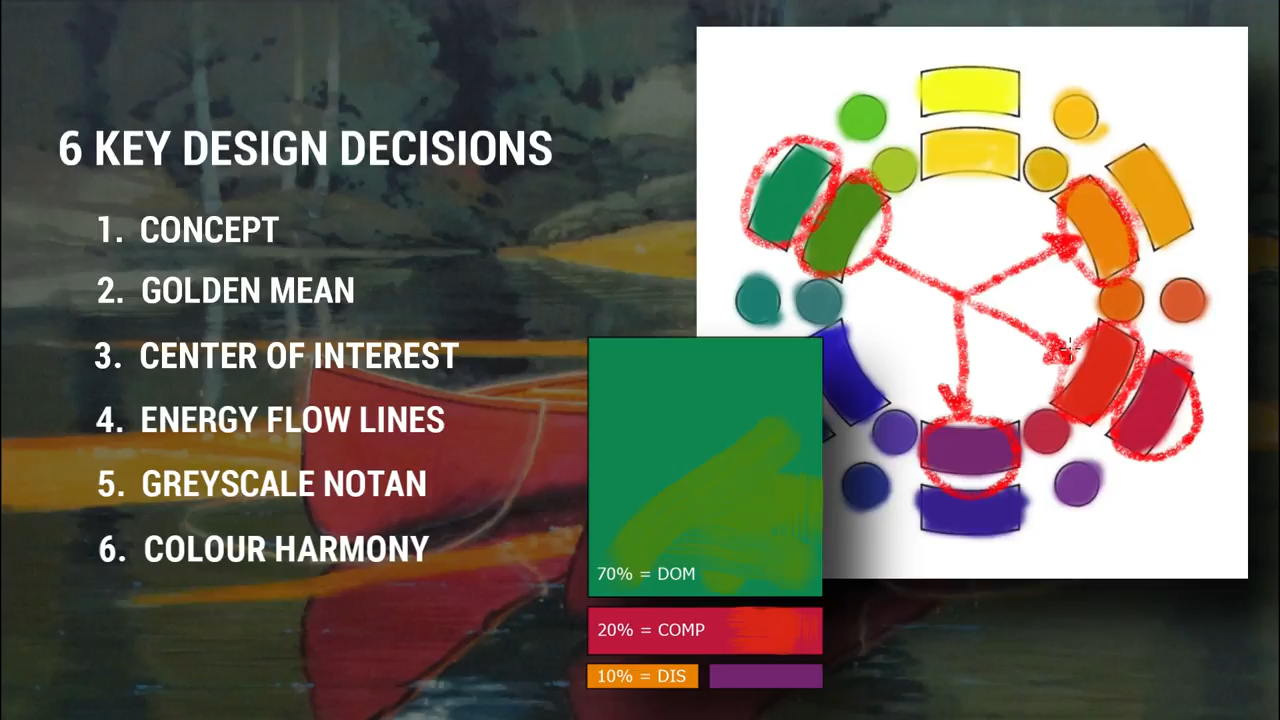 6 KEY DESIGN DECISIONS
1. CONCEPT
2. GOLDEN MEAN
3. CENTER OF INTEREST
4. ENERGY FLOW LINES
5. GREYSCALE NOTAN
6. COLOUR HARMONY
70% = DOM
20% = COMP
10% = DIS